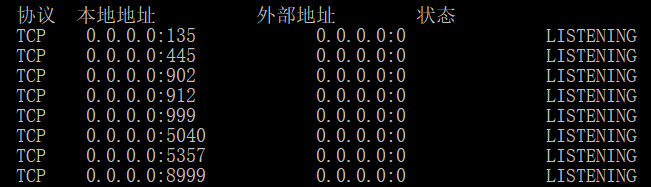 协议 本地地址 外部地址 状态
TCP 0.0.0.0:135 0.0.0.0:0 LISTENING
TCP 0.0.0.0:445 0.0.0.0:0 LISTENING
TCP 0.0.0.0:902 0.0.0.0:0 LISTENING
TCP 0.0.0.0:912 0.0.0.0:0 LISTENING
TCP 0.0.0.0:999 0.0.0.0:0 LISTENING
TCP 0.0.0.0:5040 0.0.0.0:0 LISTENING
TCP 0.0.0.0:5357 0.0.0.0:0 LISTENING
TCP 0.0.0.0:8999 0.0.0.0:0 LISTENING